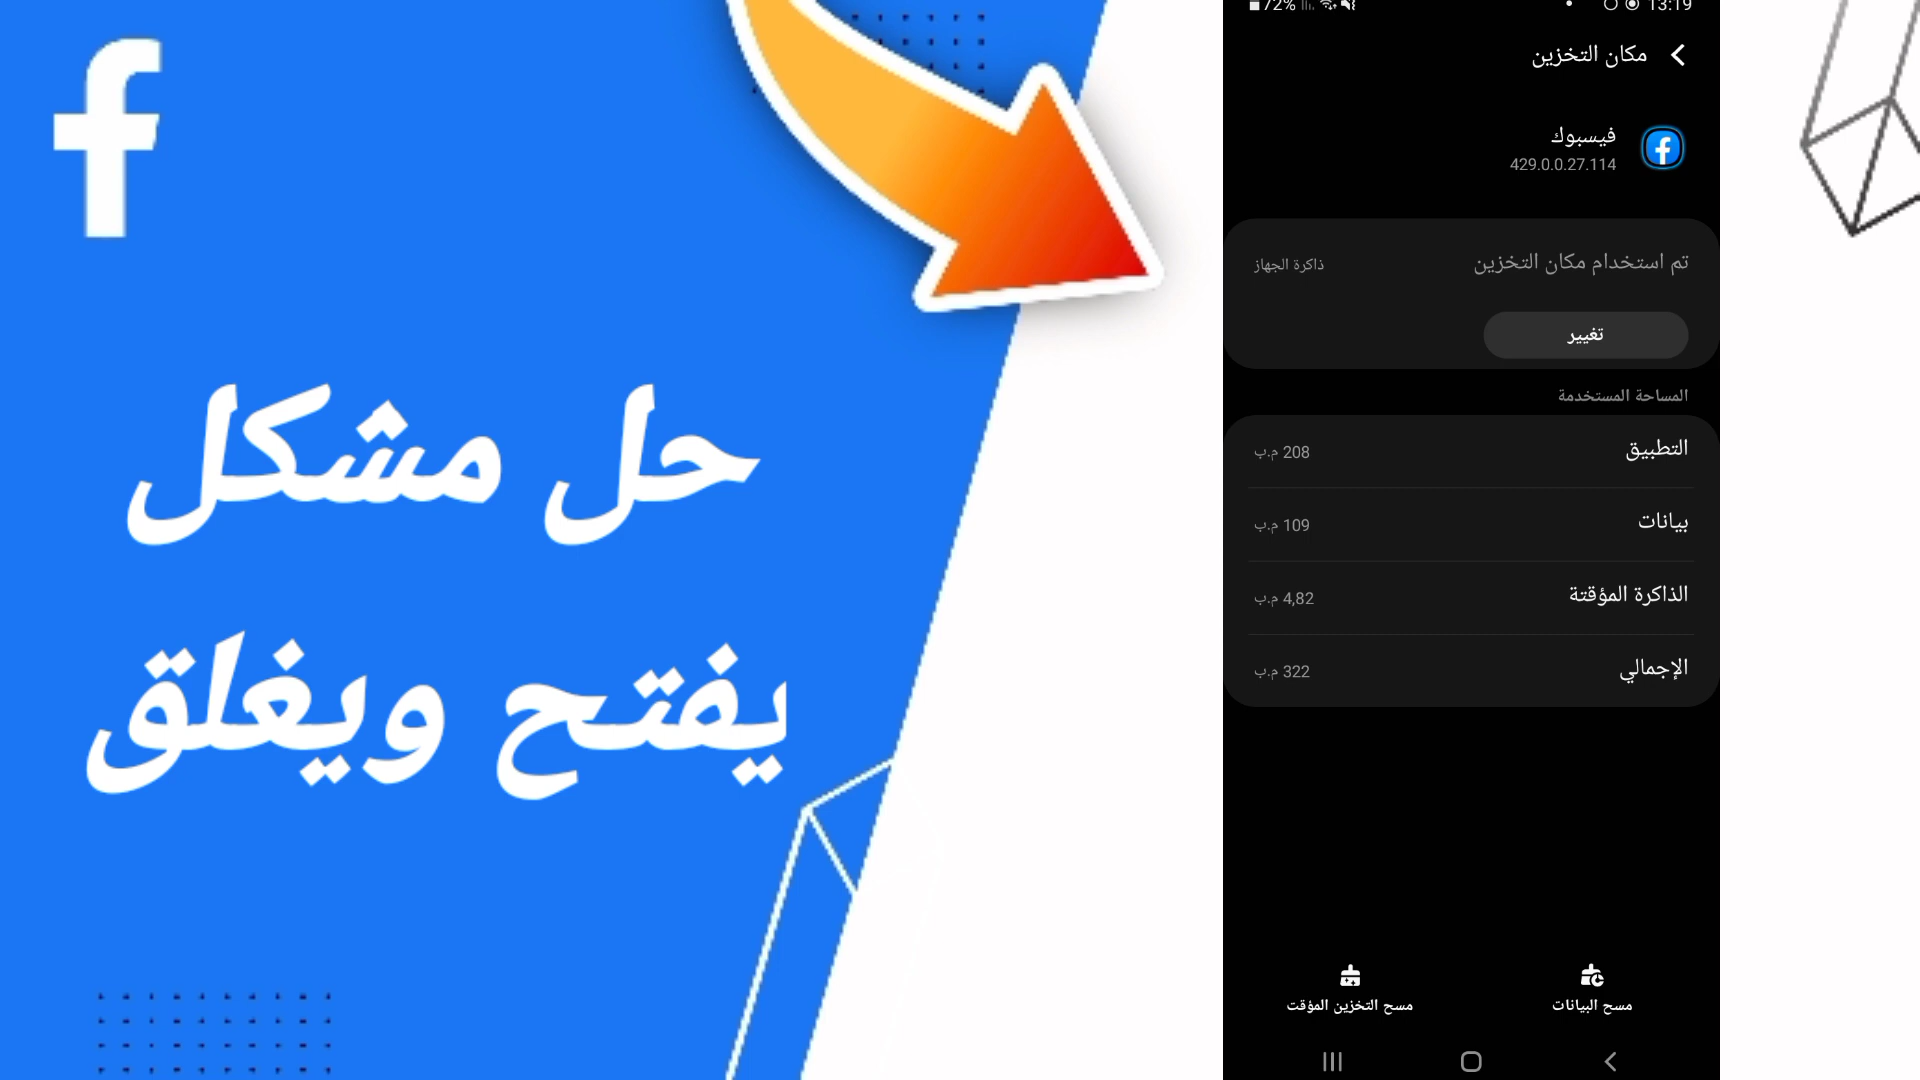 حل مشكل
يفتح ويغلق
72% 13:19
مكان التخزين
فيسبوك
429.0.0.27.114
تم استخدام مكان التخزين ذاكرة الجهاز
تغيير
المساحة المستخدمة
التطبيق 208 م.ب
بيانات 109 م.ب
الذاكرة المؤقتة 4,82 م.ب
الإجمالي 322 م.ب
مسح البيانات مسح التخزين المؤقت